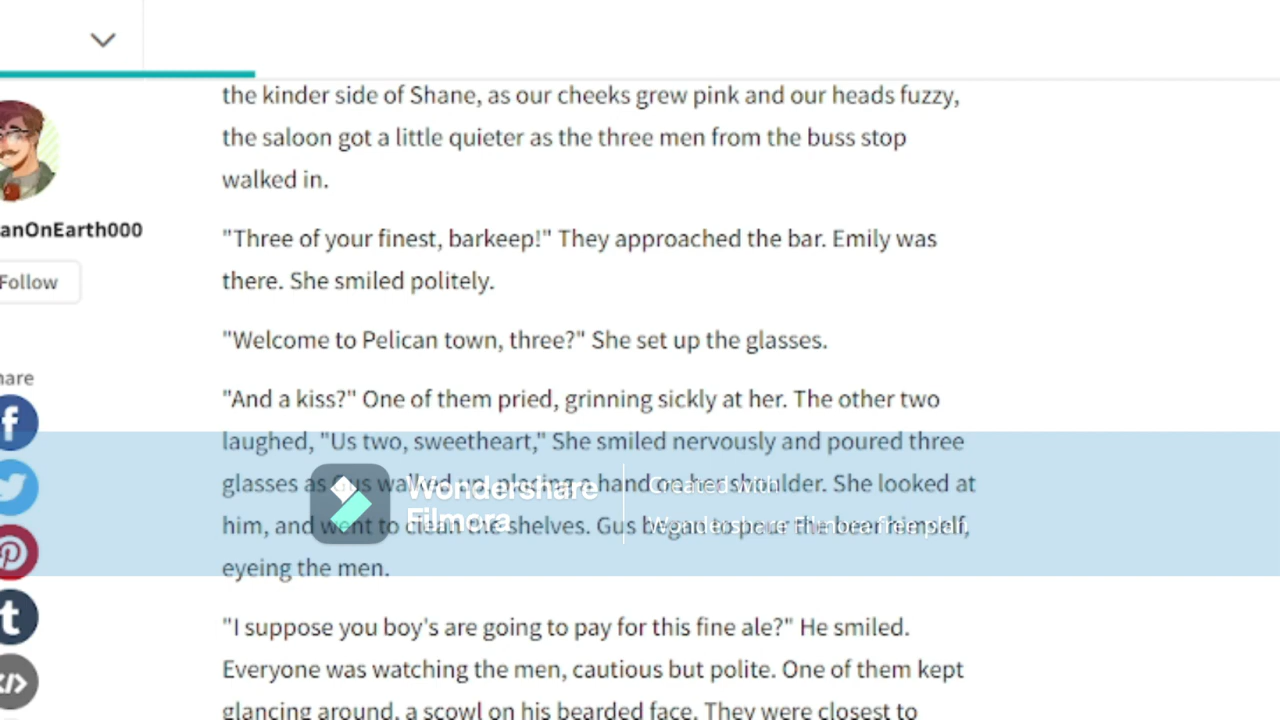 the kinder side of Shane, as our cheeks grew pink and our heads fuzzy,
the saloon got a little quieter as the three men from the buss stop
walked in.
anOnEarth000
"Three of your finest, barkeep!" They approached the bar. Emily was
there. She smiled politely.
Follow
"Welcome to Pelican town, three?" She set up the glasses.
hare
"And a kiss?" One of them pried, grinning sickly at her. The other two
laughed, "Us two, sweetheart," She smiled nervously and poured three
glasses as Gus walked up, placing a hand on her shoulder. She looked at
him, and went to clean the shelves. Gus began to pour the beer himself,
eyeing the men.
Wondershare
Filmora
Created with
Wondershare Filmora free plan
"I suppose you boy's are going to pay for this fine ale?" He smiled.
Everyone was watching the men, cautious but polite. One of them kept
glancing around, a scowl on his bearded face. They were closest to